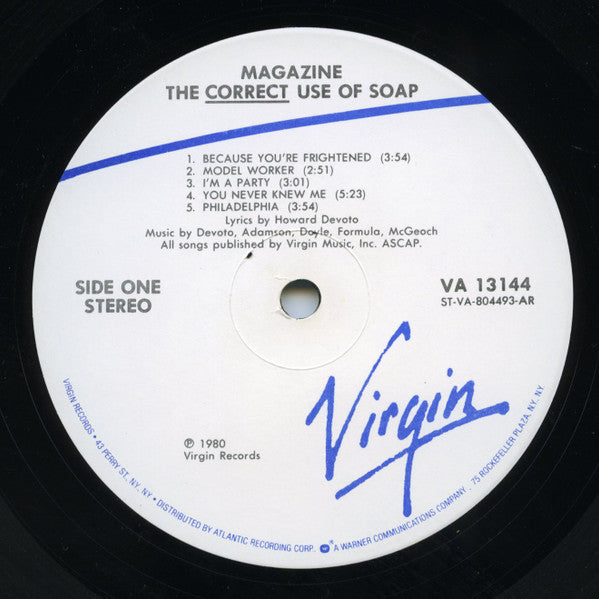 MAGAZINE
THE CORRECT USE OF SOAP
1. BECAUSE YOU'RE FRIGHTENED (3:54)
2. MODEL WORKER (2:51)
3. I'M A PARTY (3:01)
4. YOU NEVER KNEW ME (5:23)
5. PHILADELPHIA (3:54)
Lyrics by Howard Devoto
Music by Devoto, Adamson, Doyle, Formula, McGeoch
All songs published by Virgin Music, Inc. ASCAP.
SIDE ONE
STEREO
VA 13144
ST-VA-804493-AR
Virgin
℗ 1980
Virgin Records
VIRGIN RECORDS • 43 PERRY ST. NY, NY • DISTRIBUTED BY ATLANTIC RECORDING CORP. W ® A WARNER COMMUNICATIONS COMPANY . 75 ROCKEFELLER PLAZA, NY. NY.